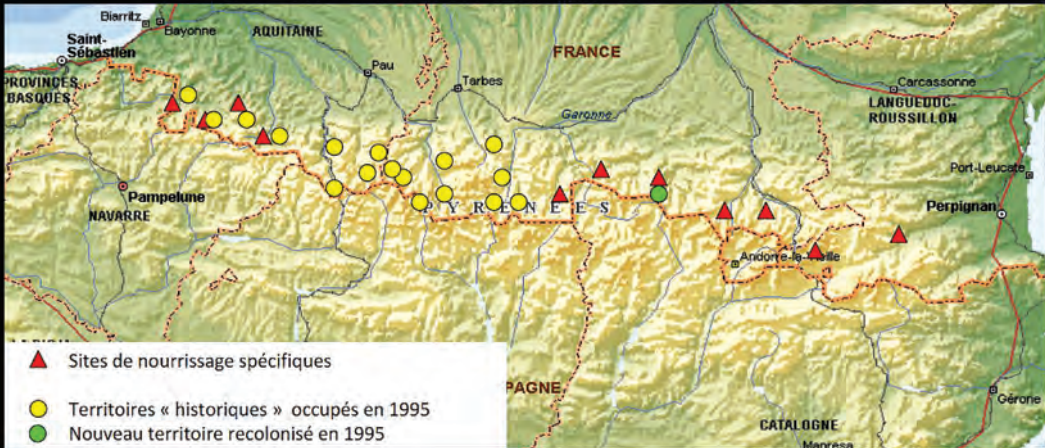 Biarritz
Bayonne
Saint-
Sébastien
AQUITAINE
FRANCE
PROVINCES
BASQUES
Pau
Tarbes
Carcassonne
Garonne
LANGUEDOC-
ROUSSILLON
Port-Leucate
Pampelune
NAVARRE
PYRENEES
Perpignan
Andorre-la-Vieille
Sites de nourrissage spécifiques
PAGNE
Territoires « historiques » occupés en 1995
Gérone
Nouveau territoire recolonisé en 1995
CATALOGNE
Manresa